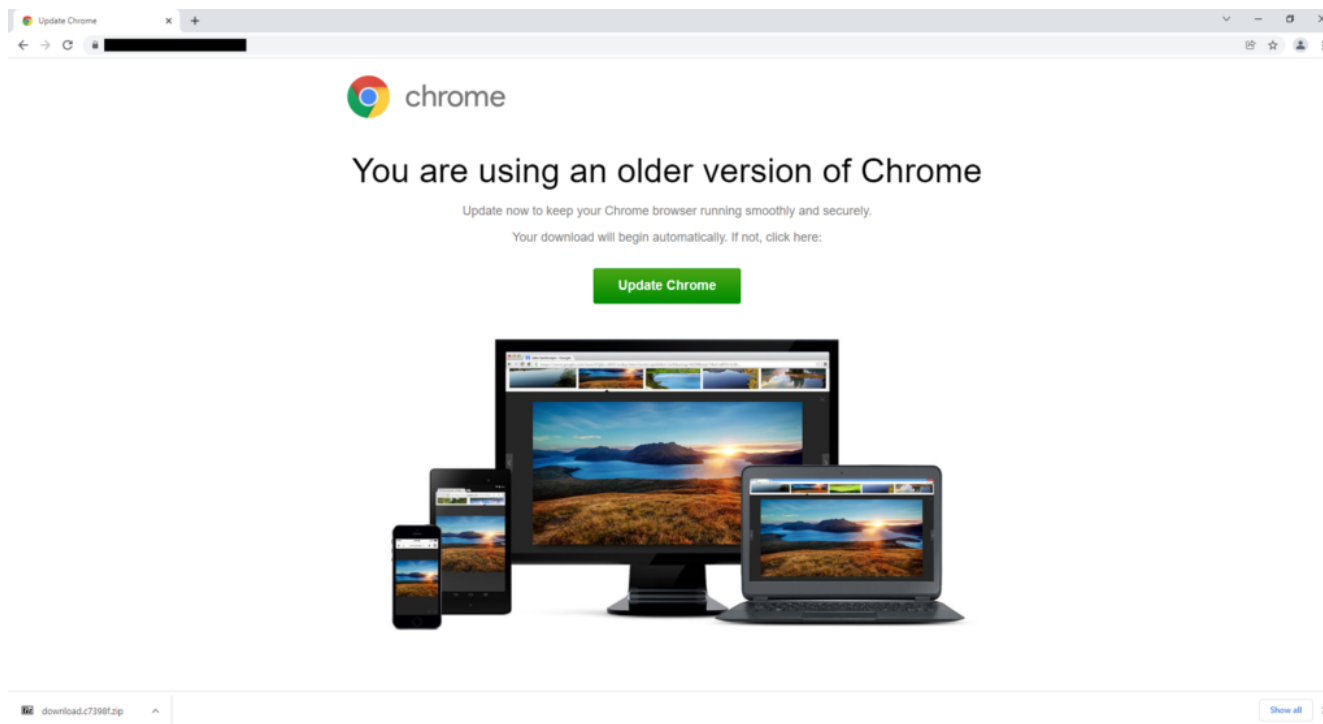 Update Chrome
chrome
You are using an older version of Chrome
Update now to keep your Chrome browser running smoothly and securely.
Your download will begin automatically. If not, click here:
Update Chrome
download.c7398f.zip
Show all